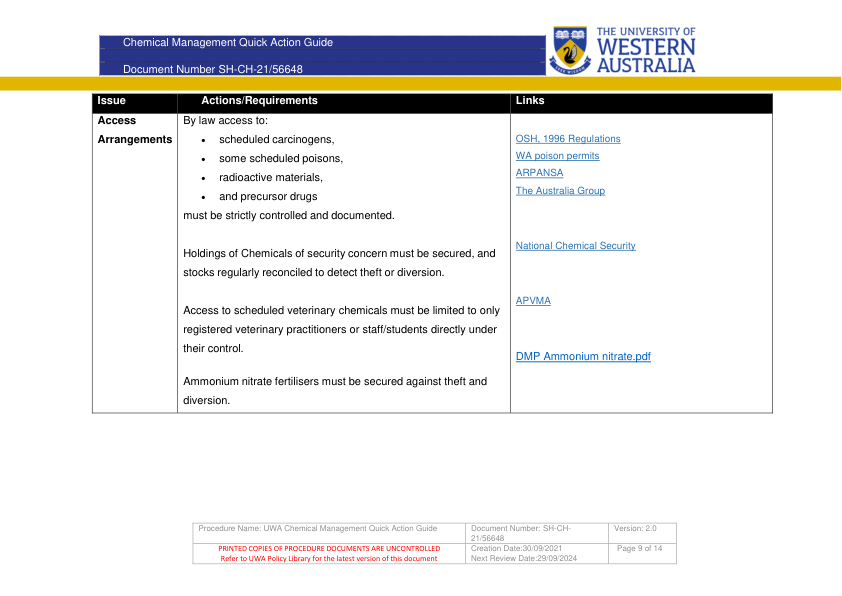 Chemical Management Quick Action Guide
Document Number SH-CH-21/56648
THE UNIVERSITY OF
WESTERN
AUSTRALIA
Issue Actions/Requirements Links
Access
Arrangements
By law access to:
• scheduled carcinogens,
• some scheduled poisons,
• radioactive materials,
• and precursor drugs
must be strictly controlled and documented.
Holdings of Chemicals of security concern must be secured, and
stocks regularly reconciled to detect theft or diversion.
Access to scheduled veterinary chemicals must be limited to only
registered veterinary practitioners or staff/students directly under
their control.
Ammonium nitrate fertilisers must be secured against theft and
diversion.
OSH, 1996 Regulations
WA poison permits
ARPANSA
The Australia Group
National Chemical Security
APVMA
DMP Ammonium nitrate.pdf
Procedure Name: UWA Chemical Management Quick Action Guide
Document Number: SH-CH-
21/56648
Version: 2.0
PRINTED COPIES OF PROCEDURE DOCUMENTS ARE UNCONTROLLED
Refer to UWA Policy Library for the latest version of this document
Creation Date:30/09/2021
Next Review Date:29/09/2024
Page 9 of 14